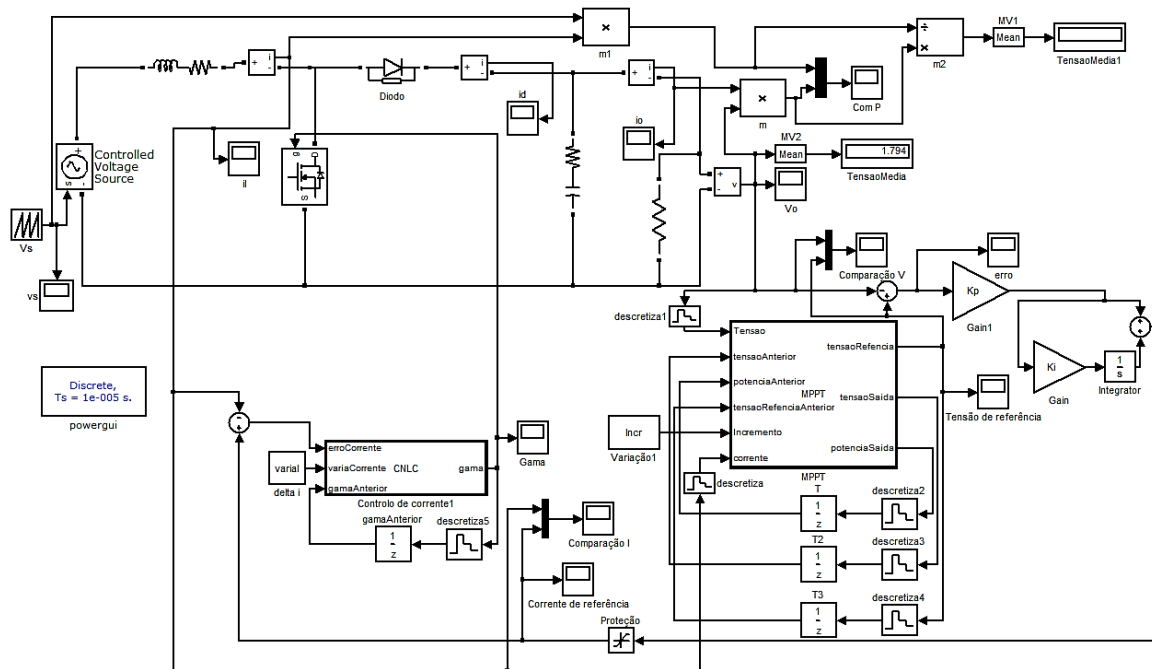 ×
m1
÷
×
m2
MV1
Mean
TensaoMedia1
+
i
-
Diodo
+
i
-
id
+
i
-
io
×
m
Com P
MV2
Mean
1.794
TensaoMedia
il
g
D
S
+
s
-
Controlled
Voltage
Source
Vs
vs
+
-
v
Vo
Comparação V
erro
descretiza1
Kp
Gain1
Ki
Gain
1
s
Integrator
Tensao
tensaoAnterior
potenciaAnterior
tensaoRefenciaAnterior
Incremento
corrente
MPPT
tensaoRefencia
tensaoSaida
potenciaSaida
MPPT
Tensão de referência
Incr
Variação1
descretiza
Discrete,
Ts = 1e-005 s.
powergui
varial
delta i
erroCorrente
variaCorrente
gamaAnterior
CNLC
gama
Controlo de corrente1
Gama
gamaAnterior
1
z
descretiza5
Comparação I
Corrente de referência
Proteção
T
1
z
descretiza2
T2
1
z
descretiza3
T3
1
z
descretiza4